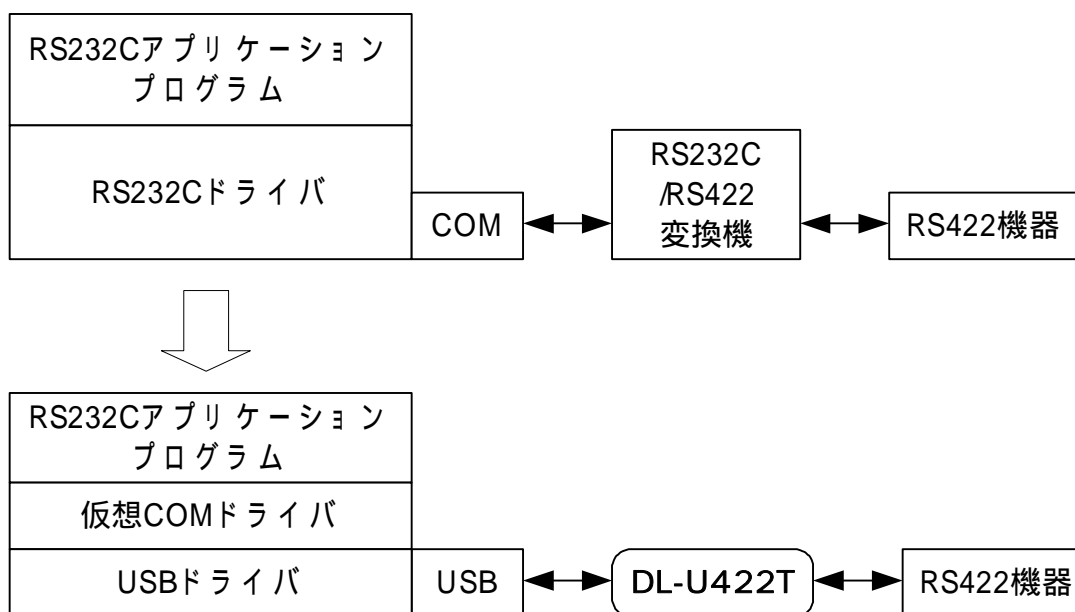 RS232Cアプリケーション
プログラム
RS232Cドライバ
COM
RS232C
/RS422
変換機
RS422機器
RS232Cアプリケーション
プログラム
仮想COMドライバ
USBドライバ
USB
DL-U422T
RS422機器